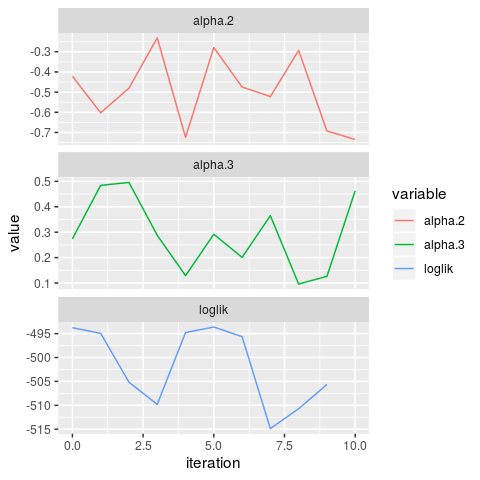 alpha.2
-0.3
-0.4
-0.5
-0.6
-0.7
alpha.3
0.5
0.4
0.3
0.2
0.1
loglik
-495
-500
-505
-510
-515
0.0 2.5 5.0 7.5 10.0
iteration
value
variable
alpha.2
alpha.3
loglik